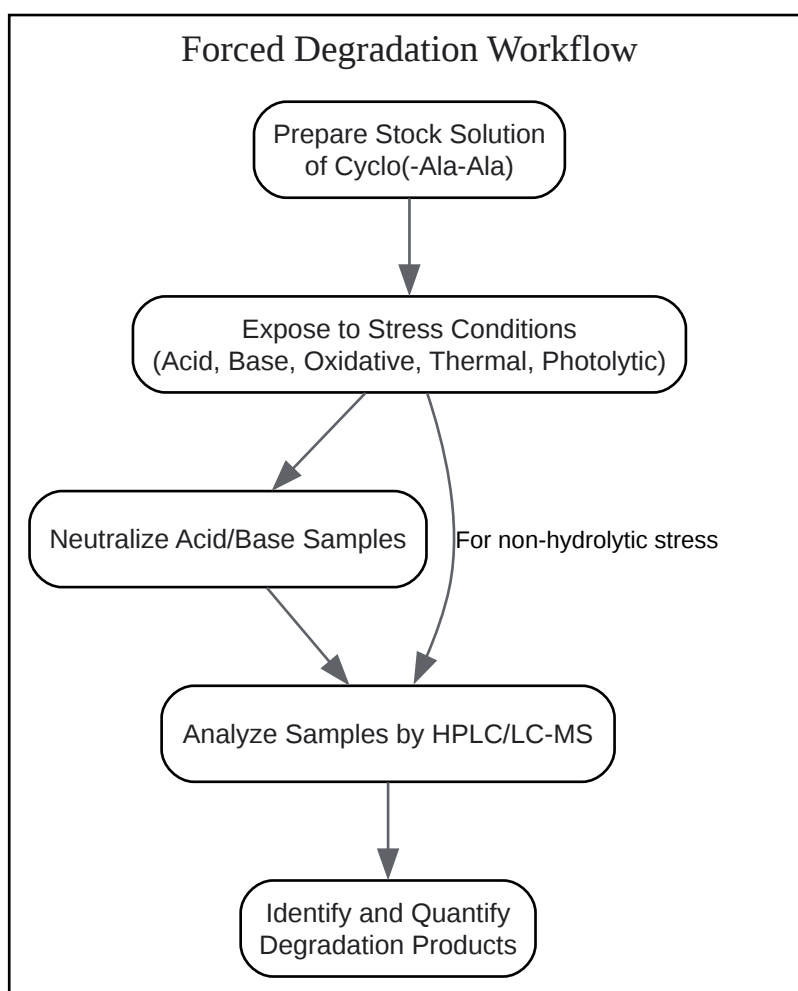 Forced Degradation Workflow
Prepare Stock Solution
of Cyclo(-Ala-Ala)
Expose to Stress Conditions
(Acid, Base, Oxidative, Thermal, Photolytic)
Neutralize Acid/Base Samples
For non-hydrolytic stress
Analyze Samples by HPLC/LC-MS
Identify and Quantify
Degradation Products